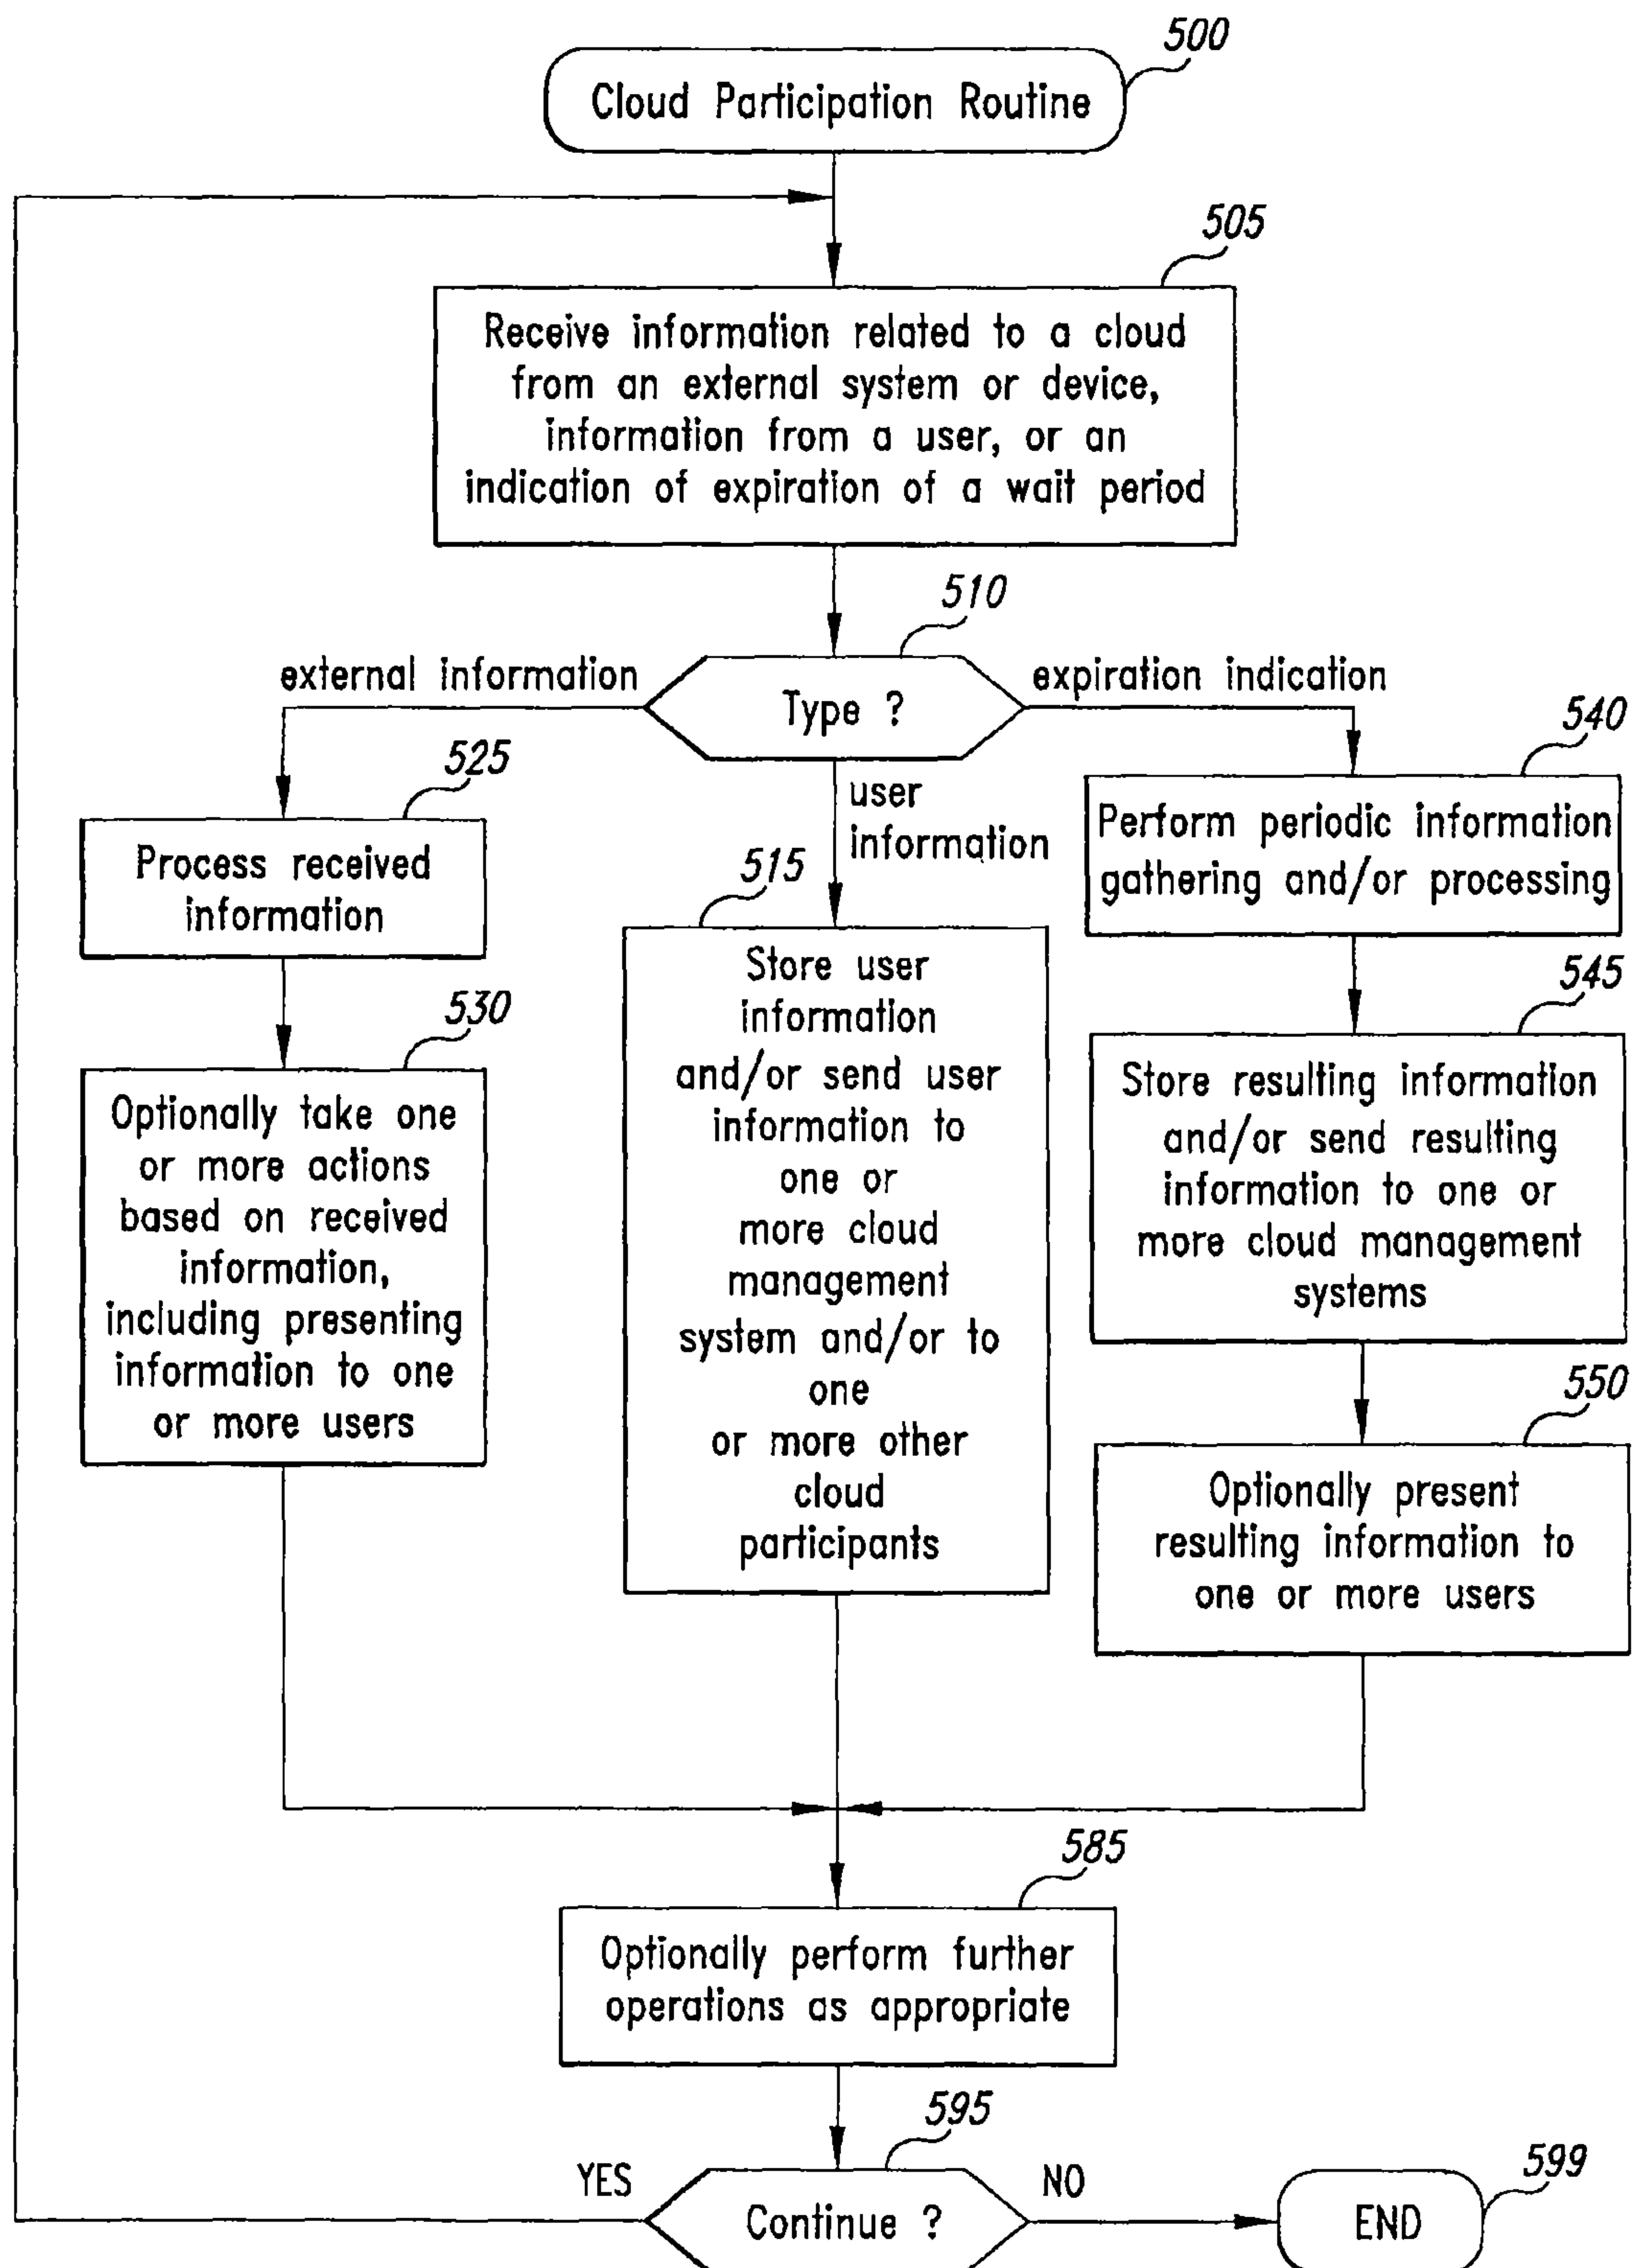 500
Cloud Participation Routine
505
Receive information related to a cloud
from an external system or device,
information from a user, or an
indication of expiration of a wait period
510
external information
Type ?
expiration indication
user
information
525
Process received
information
530
Optionally take one
or more actions
based on received
information,
including presenting
information to one
or more users
515
Store user
information
and/or send user
information to
one or
more cloud
management
system and/or to
one
or more other
cloud
participants
540
Perform periodic information
gathering and/or processing
545
Store resulting information
and/or send resulting
information to one or
more cloud management
systems
550
Optionally present
resulting information to
one or more users
585
Optionally perform further
operations as appropriate
595
YES
Continue ?
NO
599
END